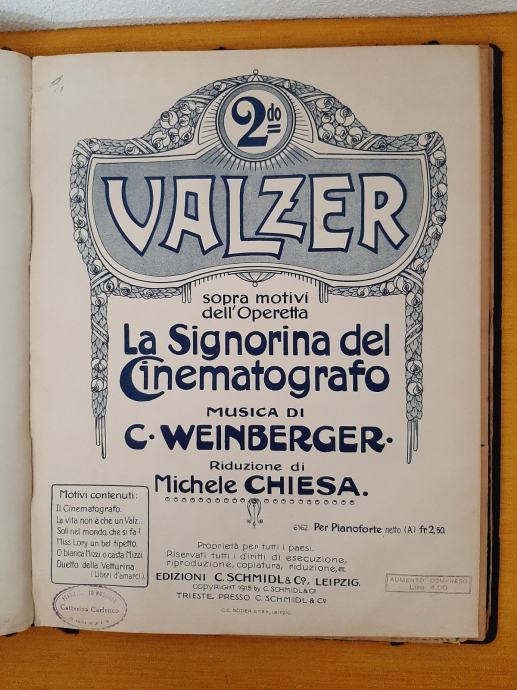 2do
VALZER
sopra motivi
dell'Operetta
La Signorina del
Cinematografo
MUSICA DI
C. WEINBERGER.
Riduzione di
Michele CHIESA.
Motivi contenuti:
Il Cinematografo.
La vita non è che un Valz...
Soli nel mondo, che si fa?
Miss Lory un bel tipetto.
O bianca Mizzi, o casta Mizzi.
Duetto della Vetturina
(Liberi d'amarci).
6162. Per Pianoforte netto (A) fr. 2,50.
Proprietà per tutti i paesi.
Riservati tutti i diritti di esecuzione,
riproduzione, copiatura, riduzione, etc.
EDIZIONI C. SCHMIDL & Co, LEIPZIG.
COPYRIGHT 1915 by C. SCHMIDL & Co
TRIESTE, PRESSO C. SCHMIDL & Co
C.G. RÖDER G.M.B.H., LEIPZIG.
AUMENTO COMPRESO
Lire 4.00
Catterina Carlenco